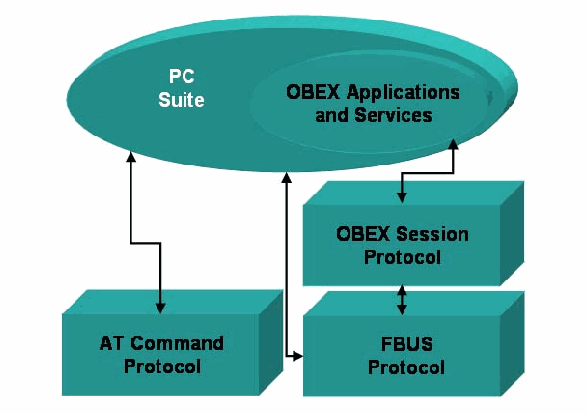 PC
Suite
OBEX Applications
and Services
OBEX Session
Protocol
AT Command
Protocol
FBUS
Protocol